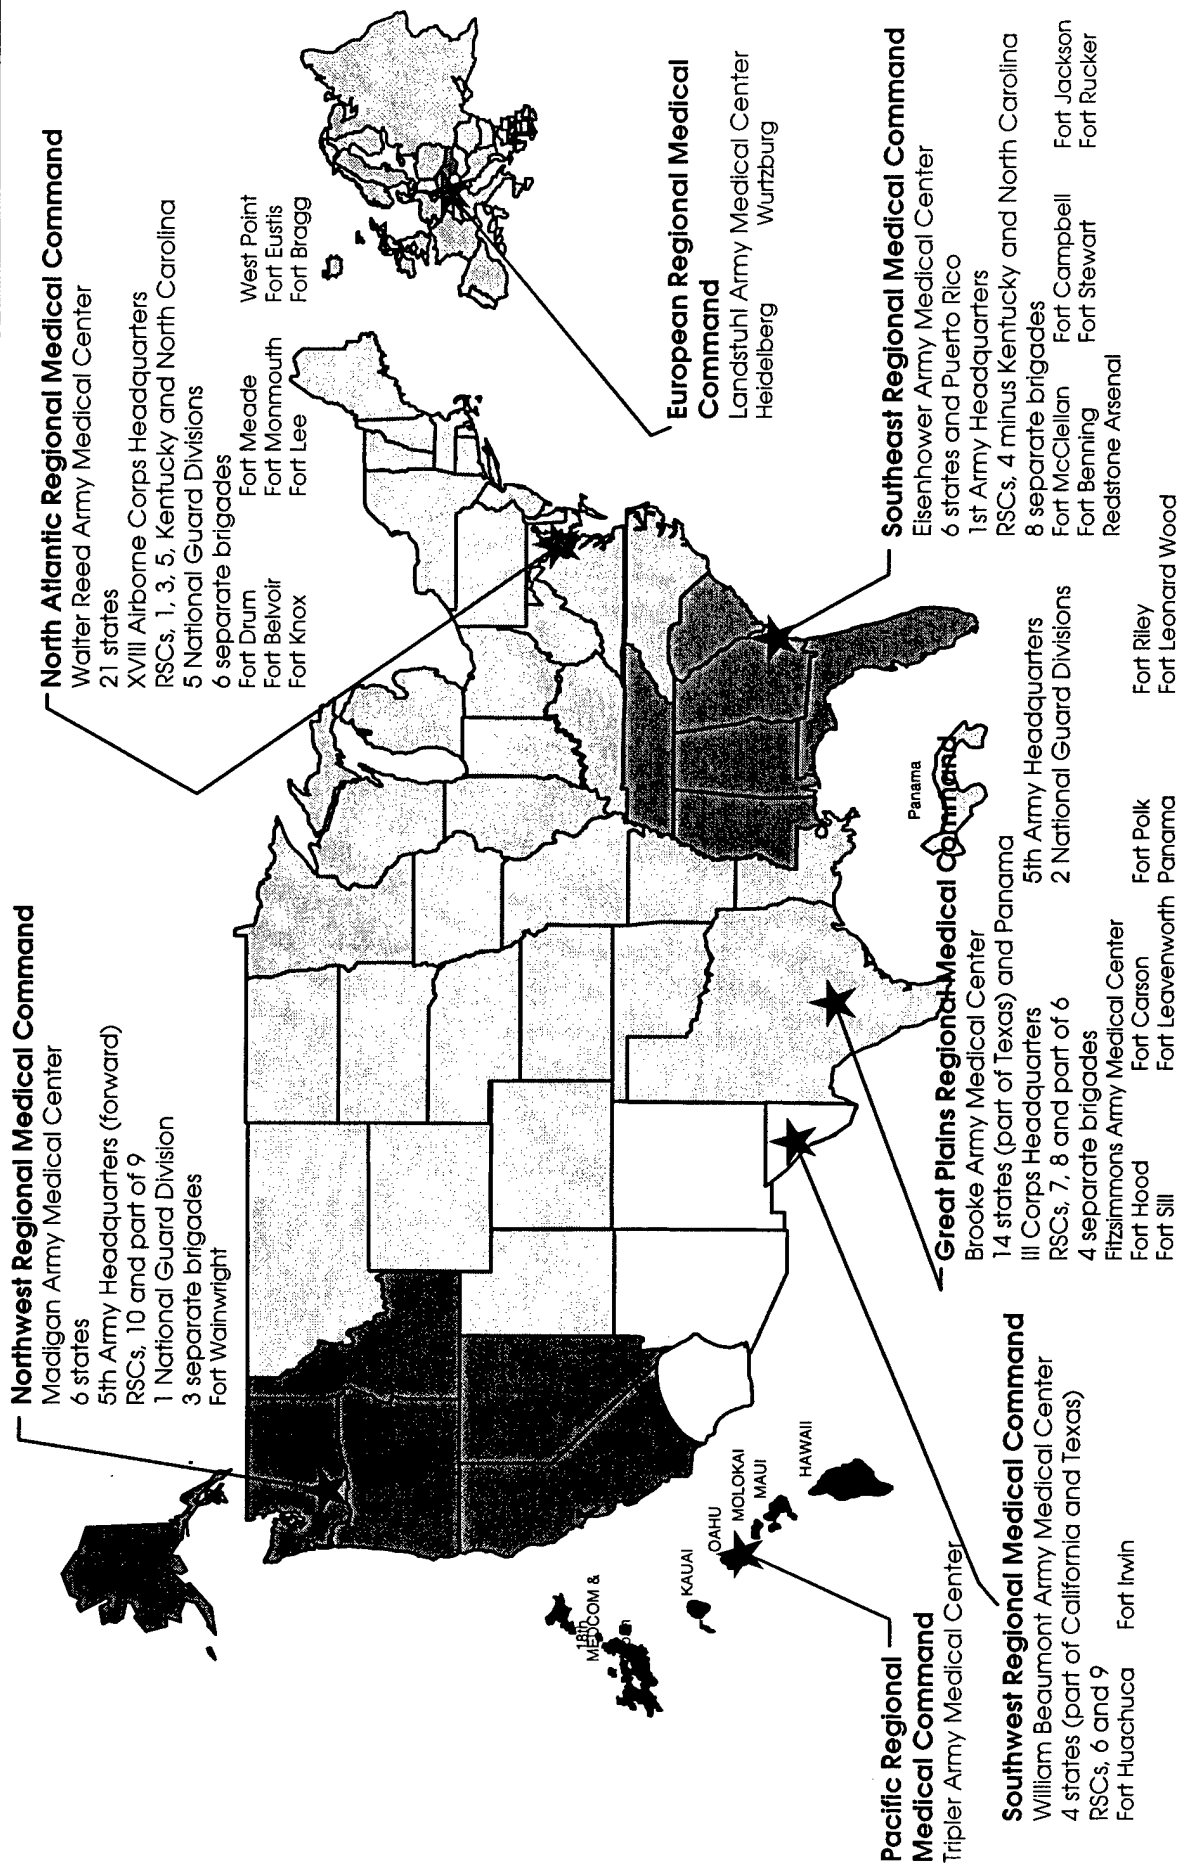 Northwest Regional Medical Command
Madigan Army Medical Center
6 states
5th Army Headquarters (forward)
RSCs, 10 and part of 9
1 National Guard Division
3 separate brigades
Fort Wainwright
North Atlantic Regional Medical Command
Walter Reed Army Medical Center
21 states
XVIII Airborne Corps Headquarters
RSCs, 1, 3, 5, Kentucky and North Carolina
5 National Guard Divisions
6 separate brigades
Fort Drum Fort Meade West Point
Fort Belvoir Fort Monmouth Fort Eustis
Fort Knox Fort Lee Fort Bragg
European Regional Medical
Command
Landstuhl Army Medical Center
Heidelberg Wurtzburg
Southeast Regional Medical Command
Eisenhower Army Medical Center
6 states and Puerto Rico
1st Army Headquarters
RSCs, 4 minus Kentucky and North Carolina
8 separate brigades
Fort McClellan Fort Campbell Fort Jackson
Fort Benning Fort Stewart Fort Rucker
Redstone Arsenal
Panama
Great Plains Regional Medical Command
Brooke Army Medical Center
14 states (part of Texas) and Panama
III Corps Headquarters 5th Army Headquarters
RSCs, 7, 8 and part of 6 2 National Guard Divisions
4 separate brigades
Fitzsimmons Army Medical Center
Fort Hood Fort Carson Fort Polk Fort Riley
Fort Sill Fort Leavenworth Panama Fort Leonard Wood
18th
MEDCOM &
KAUAI
OAHU
MOLOKAI
MAUI
HAWAII
Pacific Regional
Medical Command
Tripler Army Medical Center
Southwest Regional Medical Command
William Beaumont Army Medical Center
4 states (part of California and Texas)
RSCs, 6 and 9
Fort Huachuca Fort Irwin